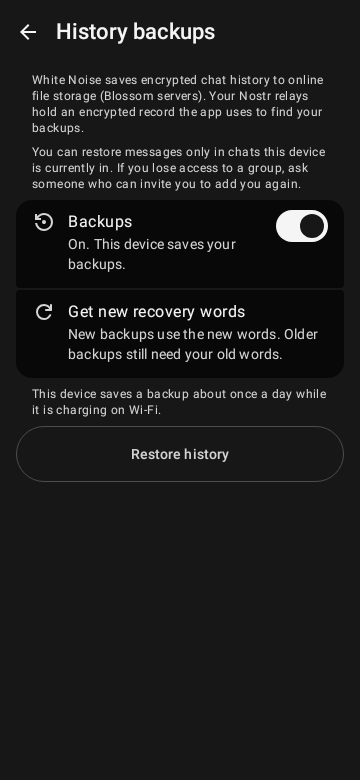 History backups
White Noise saves encrypted chat history to online
file storage (Blossom servers). Your Nostr relays
hold an encrypted record the app uses to find your
backups.
You can restore messages only in chats this device
is currently in. If you lose access to a group, ask
someone who can invite you to add you again.
Backups
On. This device saves your
backups.
Get new recovery words
New backups use the new words. Older
backups still need your old words.
This device saves a backup about once a day while
it is charging on Wi-Fi.
Restore history